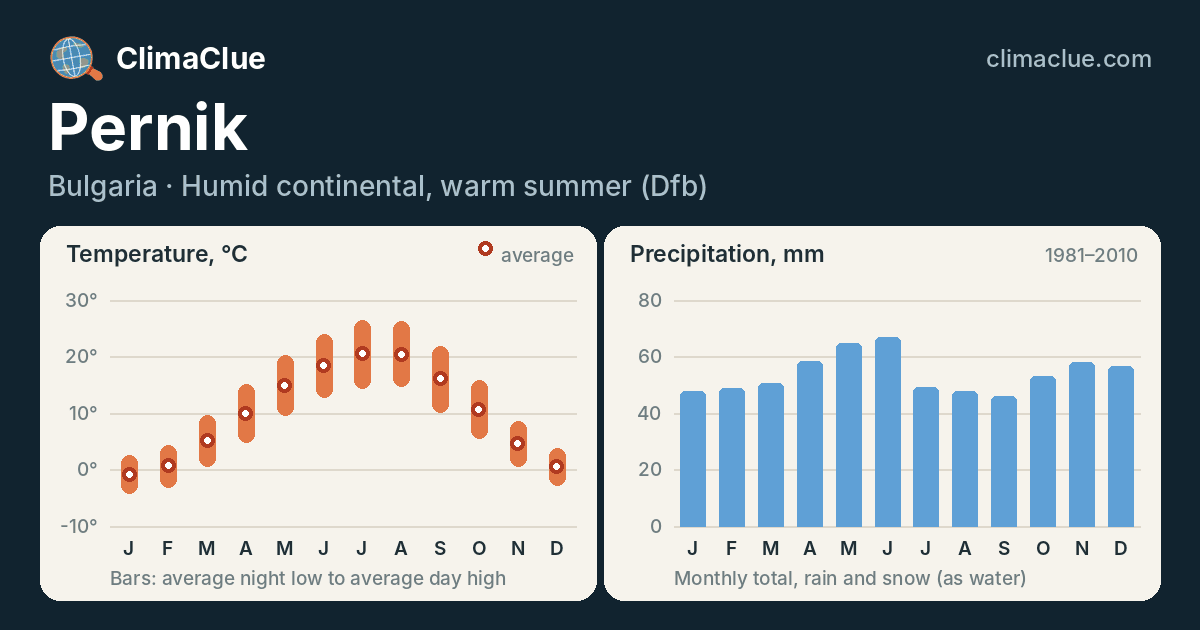 ClimaClue
climaclue.com
Pernik
Bulgaria · Humid continental, warm summer (Dfb)
Temperature, °C
average
30°
20°
10°
0°
-10°
J F M A M J J A S O N D
Bars: average night low to average day high
Precipitation, mm
1981–2010
80
60
40
20
0
J F M A M J J A S O N D
Monthly total, rain and snow (as water)